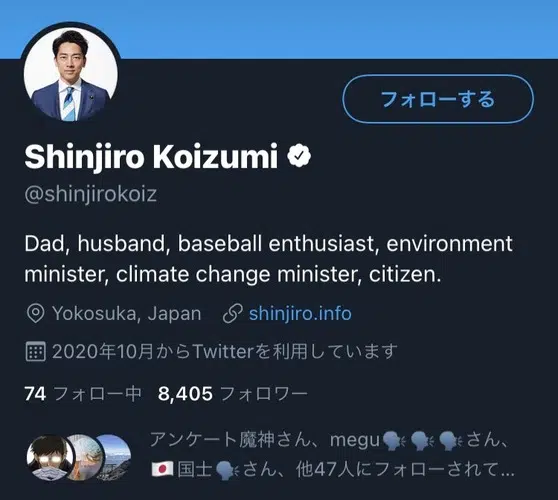 フォローする
Shinjiro Koizumi
@shinjirokoiz
Dad, husband, baseball enthusiast, environment
minister, climate change minister, citizen.
Yokosuka, Japan shinjiro.info
2020年10月からTwitterを利用しています
74 フォロー中 8,405 フォロワー
アンケート魔神さん、megu🗣️🗣️🗣️さん、
🇯🇵国士🗣️さん、他47人にフォローされて...